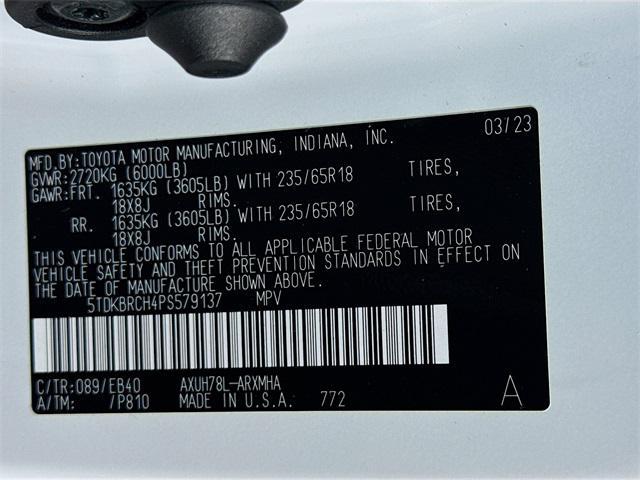 03/23
MFD.BY:TOYOTA MOTOR MANUFACTURING, INDIANA, INC.
GVWR:2720KG (6000LB)
GAWR:FRT. 1635KG (3605LB) WITH 235/65R18 TIRES,
18X8J RIMS.
RR. 1635KG (3605LB) WITH 235/65R18 TIRES,
18X8J RIMS.
THIS VEHICLE CONFORMS TO ALL APPLICABLE FEDERAL MOTOR
VEHICLE SAFETY AND THEFT PREVENTION STANDARDS IN EFFECT ON
THE DATE OF MANUFACTURE SHOWN ABOVE.
5TDKBRCH4PS579137 MPV
C/TR:089/EB40 AXUH78L-ARXMHA
A/TM: /P810 MADE IN U.S.A. 772 A